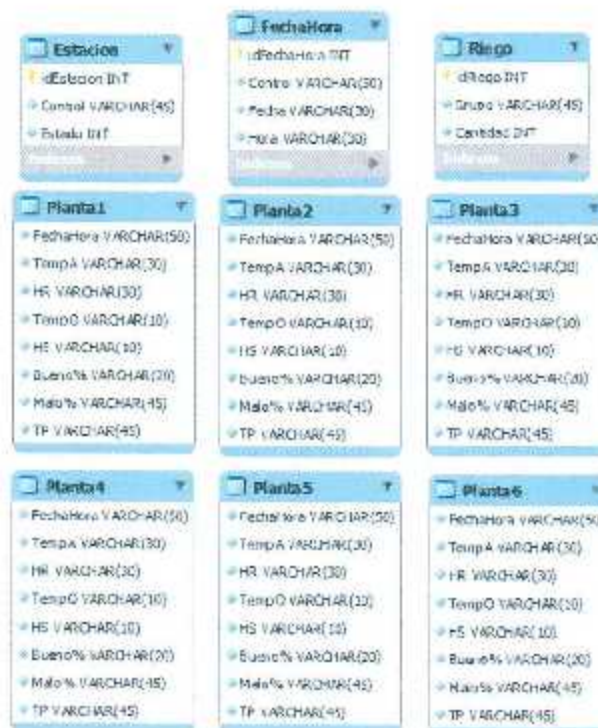 Estacion
idEstacion INT
Control VARCHAR(45)
Estado INT
Indexes
FechaHora
idFechaHora INT
Control VARCHAR(50)
Fecha VARCHAR(30)
Hora VARCHAR(30)
Indexes
Riego
idRiego INT
Grupo VARCHAR(45)
Cantidad INT
Indexes
Planta1
FechaHora VARCHAR(50)
TempA VARCHAR(30)
HR VARCHAR(30)
TempO VARCHAR(10)
HS VARCHAR(10)
Bueno% VARCHAR(20)
Malo% VARCHAR(45)
TP VARCHAR(45)
Planta2
FechaHora VARCHAR(50)
TempA VARCHAR(30)
HR VARCHAR(30)
TempO VARCHAR(10)
HS VARCHAR(10)
Bueno% VARCHAR(20)
Malo% VARCHAR(45)
TP VARCHAR(45)
Planta3
FechaHora VARCHAR(50
TempA VARCHAR(30)
HR VARCHAR(30)
TempO VARCHAR(10)
HS VARCHAR(10)
Bueno% VARCHAR(20)
Malo% VARCHAR(45)
TP VARCHAR(45)
Planta4
FechaHora VARCHAR(50)
TempA VARCHAR(30)
HR VARCHAR(30)
TempO VARCHAR(10)
HS VARCHAR(10)
Bueno% VARCHAR(20)
Malo% VARCHAR(45)
TP VARCHAR(45)
Planta5
FechaHora VARCHAR(50)
TempA VARCHAR(30)
HR VARCHAR(30)
TempO VARCHAR(10)
HS VARCHAR(10)
Bueno% VARCHAR(20)
Malo% VARCHAR(45)
TP VARCHAR(45)
Planta6
FechaHora VARCHAR(50
TempA VARCHAR(30)
HR VARCHAR(30)
TempO VARCHAR(10)
HS VARCHAR(10)
Bueno% VARCHAR(20)
Malo% VARCHAR(45)
TP VARCHAR(45)